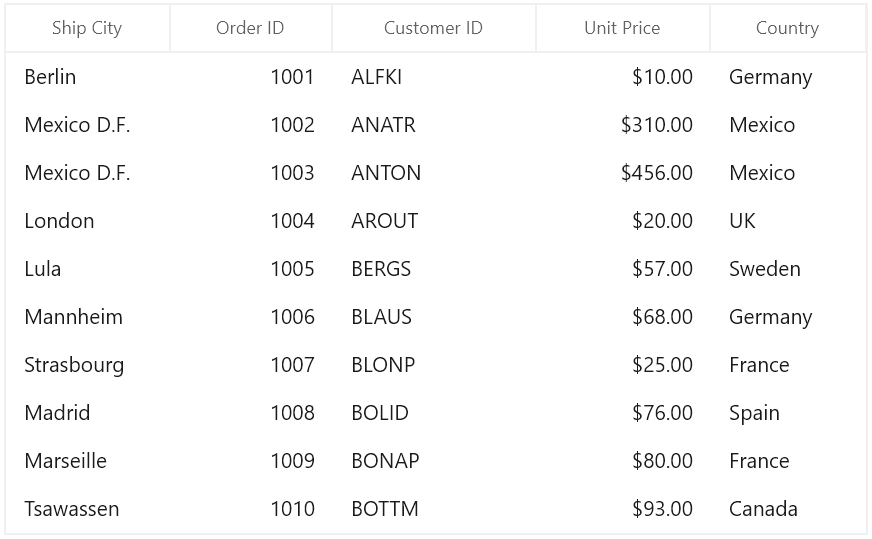 Ship City Order ID Customer ID Unit Price Country
Berlin 1001 ALFKI $10.00 Germany
Mexico D.F. 1002 ANATR $310.00 Mexico
Mexico D.F. 1003 ANTON $456.00 Mexico
London 1004 AROUT $20.00 UK
Lula 1005 BERGS $57.00 Sweden
Mannheim 1006 BLAUS $68.00 Germany
Strasbourg 1007 BLONP $25.00 France
Madrid 1008 BOLID $76.00 Spain
Marseille 1009 BONAP $80.00 France
Tsawassen 1010 BOTTM $93.00 Canada